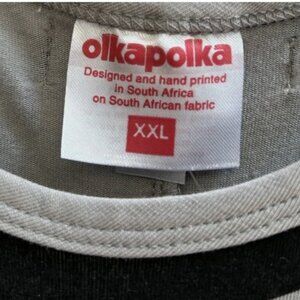 olkapolka
Designed and hand printed
in South Africa
on South African fabric
XXL